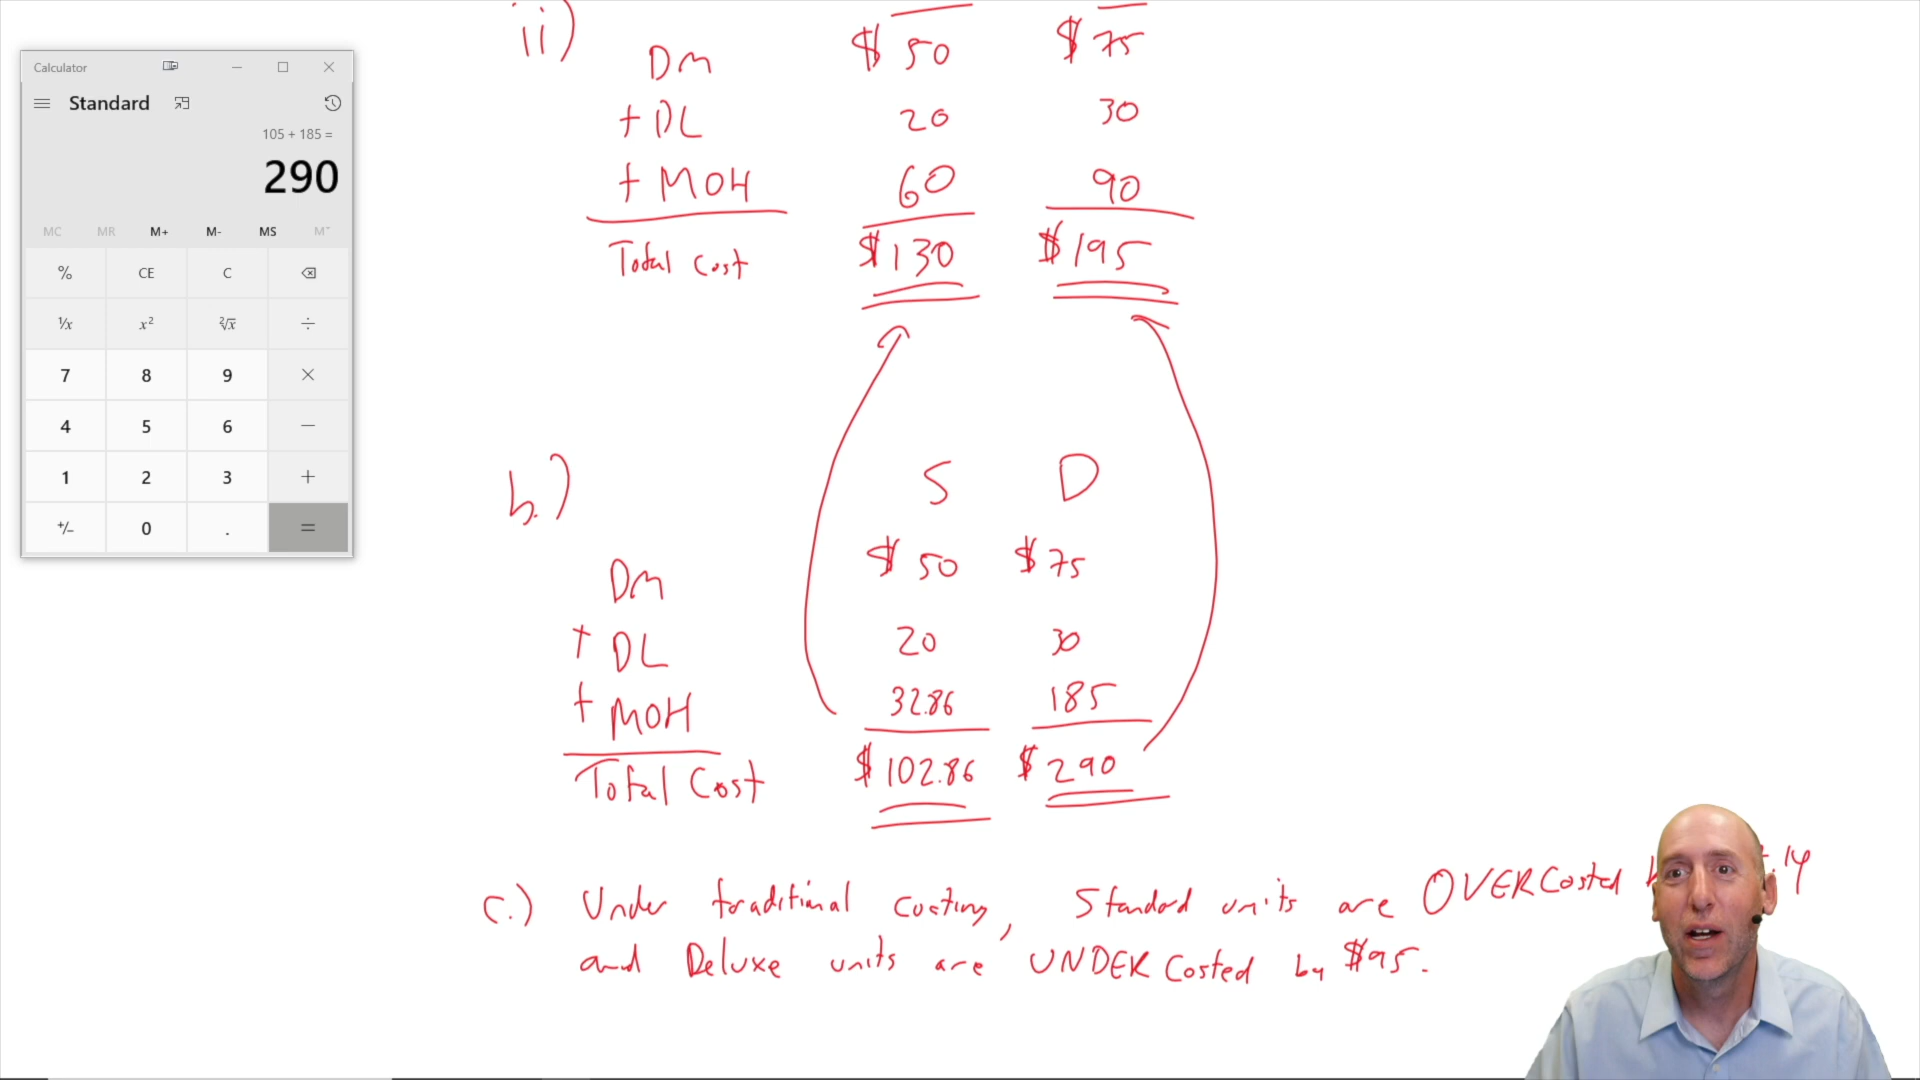 Calculator
Standard
105 + 185 =
290
MC MR M+ M- MS M˅
% CE C
¹/x x² ²√x ÷
7 8 9 ×
4 5 6 −
1 2 3 +
+/− 0 . =
ii)
DM $ 50 $ 75
+ DL 20 30
+ MOH 60 90
Total Cost $130 $195
b.)
S D
DM $ 50 $ 75
+ DL 20 30
+ MOH 32.86 185
Total Cost $102.86 $290
c.) Under traditional costing, Standard units are OVERCosted
and Deluxe units are UNDERCosted by $95.